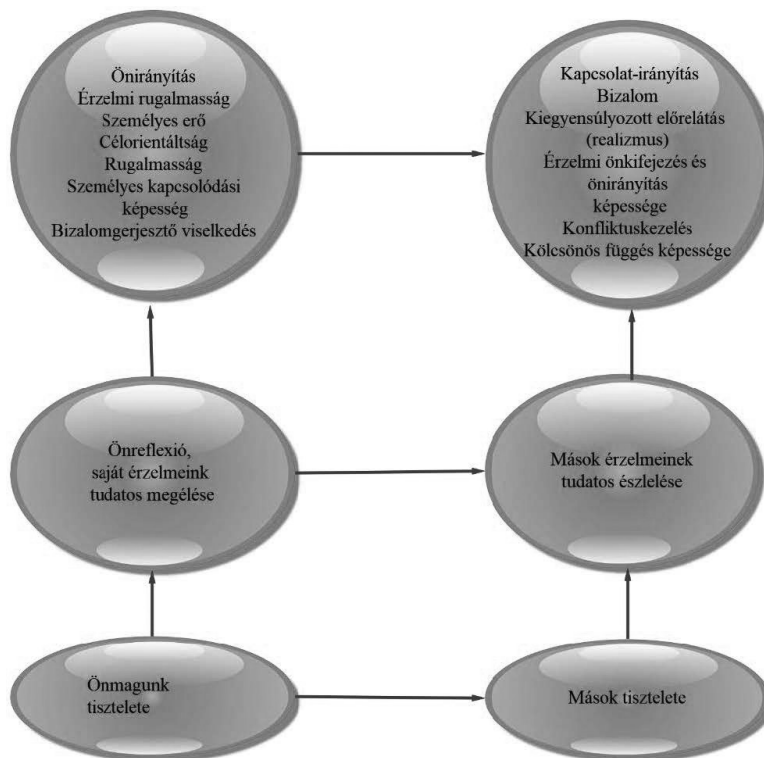 Önirányítás
Érzelmi rugalmasság
Személyes erő
Célorientáltság
Rugalmasság
Személyes kapcsolódási
képesség
Bizalomgerjesztő viselkedés
Kapcsolat-irányítás
Bizalom
Kiegyensúlyozott előrelátás
(realizmus)
Érzelmi önkifejezés és
önirányítás
képessége
Konfliktuskezelés
Kölcsönös függés képessége
Önreflexió,
saját érzelmeink
tudatos megélése
Mások érzelmeinek
tudatos észlelése
Önmagunk
tisztelete
Mások tisztelete